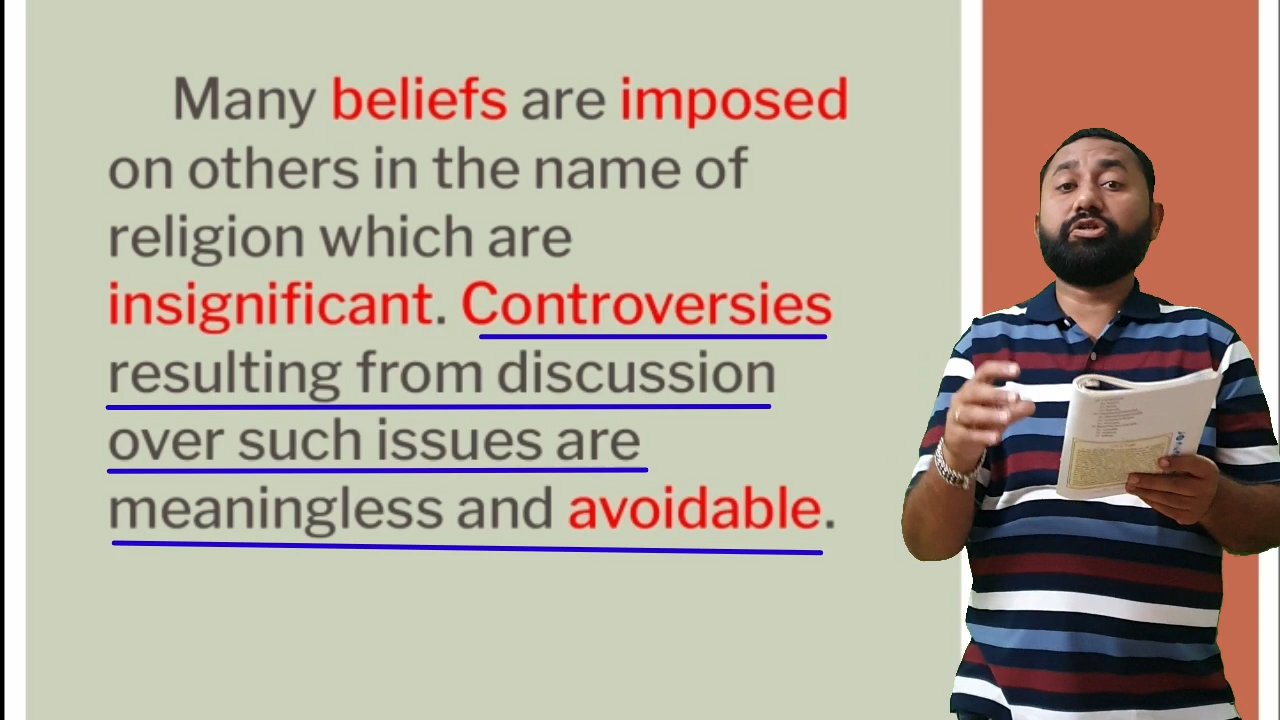 Many beliefs are imposed
on others in the name of
religion which are
insignificant. Controversies
resulting from discussion
over such issues are
meaningless and avoidable.